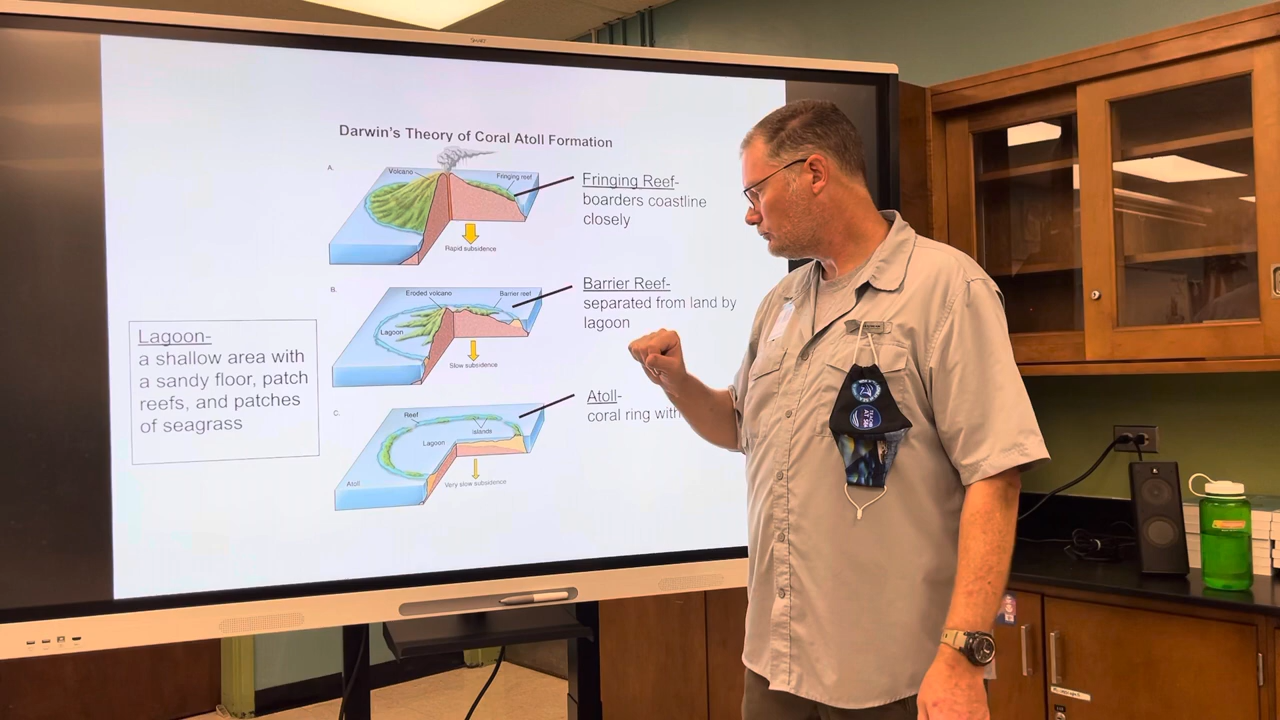 SMART
Darwin's Theory of Coral Atoll Formation
A.
Volcano
Fringing reef
Rapid subsidence
Fringing Reef-
boarders coastline
closely
B.
Eroded volcano
Barrier reef
Lagoon
Slow subsidence
Barrier Reef-
separated from land by
lagoon
Lagoon-
a shallow area with
a sandy floor, patch
reefs, and patches
of seagrass
C.
Reef
Islands
Lagoon
Atoll
Very slow subsidence
Atoll-
coral ring with